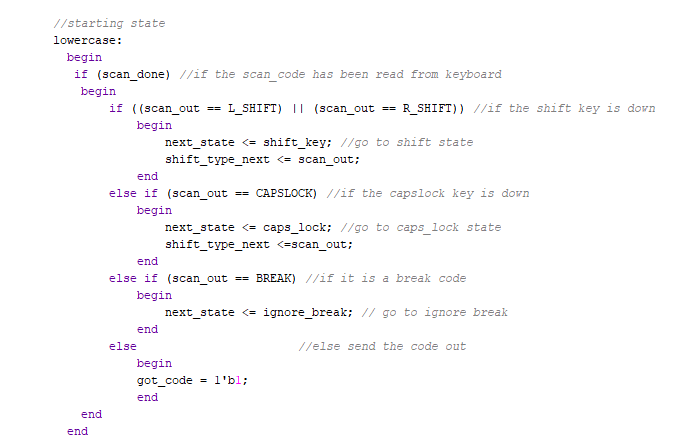 //starting state
lowercase:
begin
if (scan_done) //if the scan_code has been read from keyboard
begin
if ((scan_out == L_SHIFT) || (scan_out == R_SHIFT)) //if the shift key is down
begin
next_state <= shift_key; //go to shift state
shift_type_next <= scan_out;
end
else if (scan_out == CAPSLOCK) //if the capslock key is down
begin
next_state <= caps_lock; //go to caps_lock state
shift_type_next <=scan_out;
end
else if (scan_out == BREAK) //if it is a break code
begin
next_state <= ignore_break; // go to ignore break
end
else //else send the code out
begin
got_code = 1'b1;
end
end
end